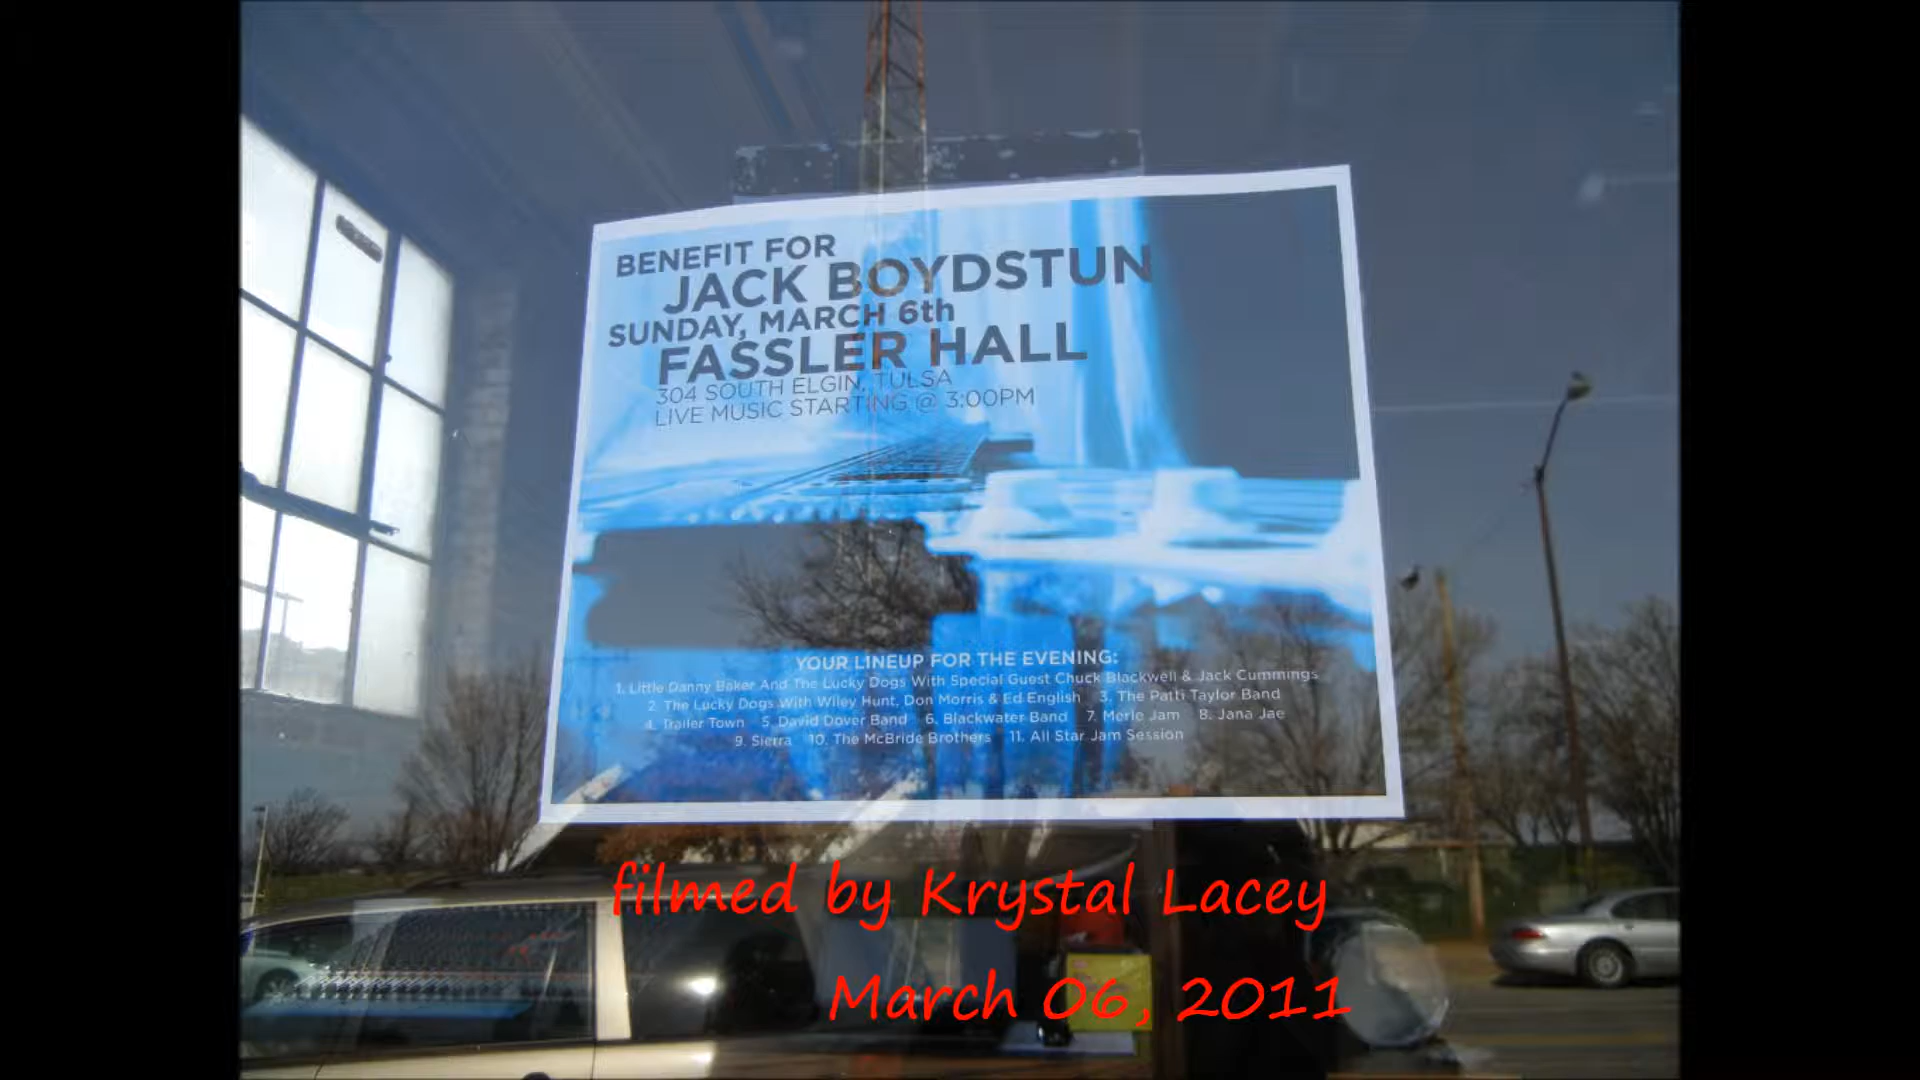 BENEFIT FOR
JACK BOYDSTUN
SUNDAY, MARCH 6th
FASSLER HALL
304 SOUTH ELGIN, TULSA
LIVE MUSIC STARTING @ 3:00PM
YOUR LINEUP FOR THE EVENING:
1. Little Danny Baker And The Lucky Dogs With Special Guest Chuck Blackwell & Jack Cummings
2. The Lucky Dogs With Wiley Hunt, Don Morris & Ed English 3. The Patti Taylor Band
4. Trailer Town 5. David Dover Band 6. Blackwater Band 7. Merle Jam 8. Jana Jae
9. Sierra 10. The McBride Brothers 11. All Star Jam Session
filmed by Krystal Lacey
March 06, 2011